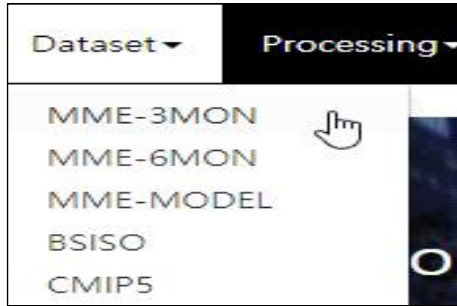 Dataset Processing
MME-3MON
MME-6MON
MME-MODEL
BSISO
CMIP5
O